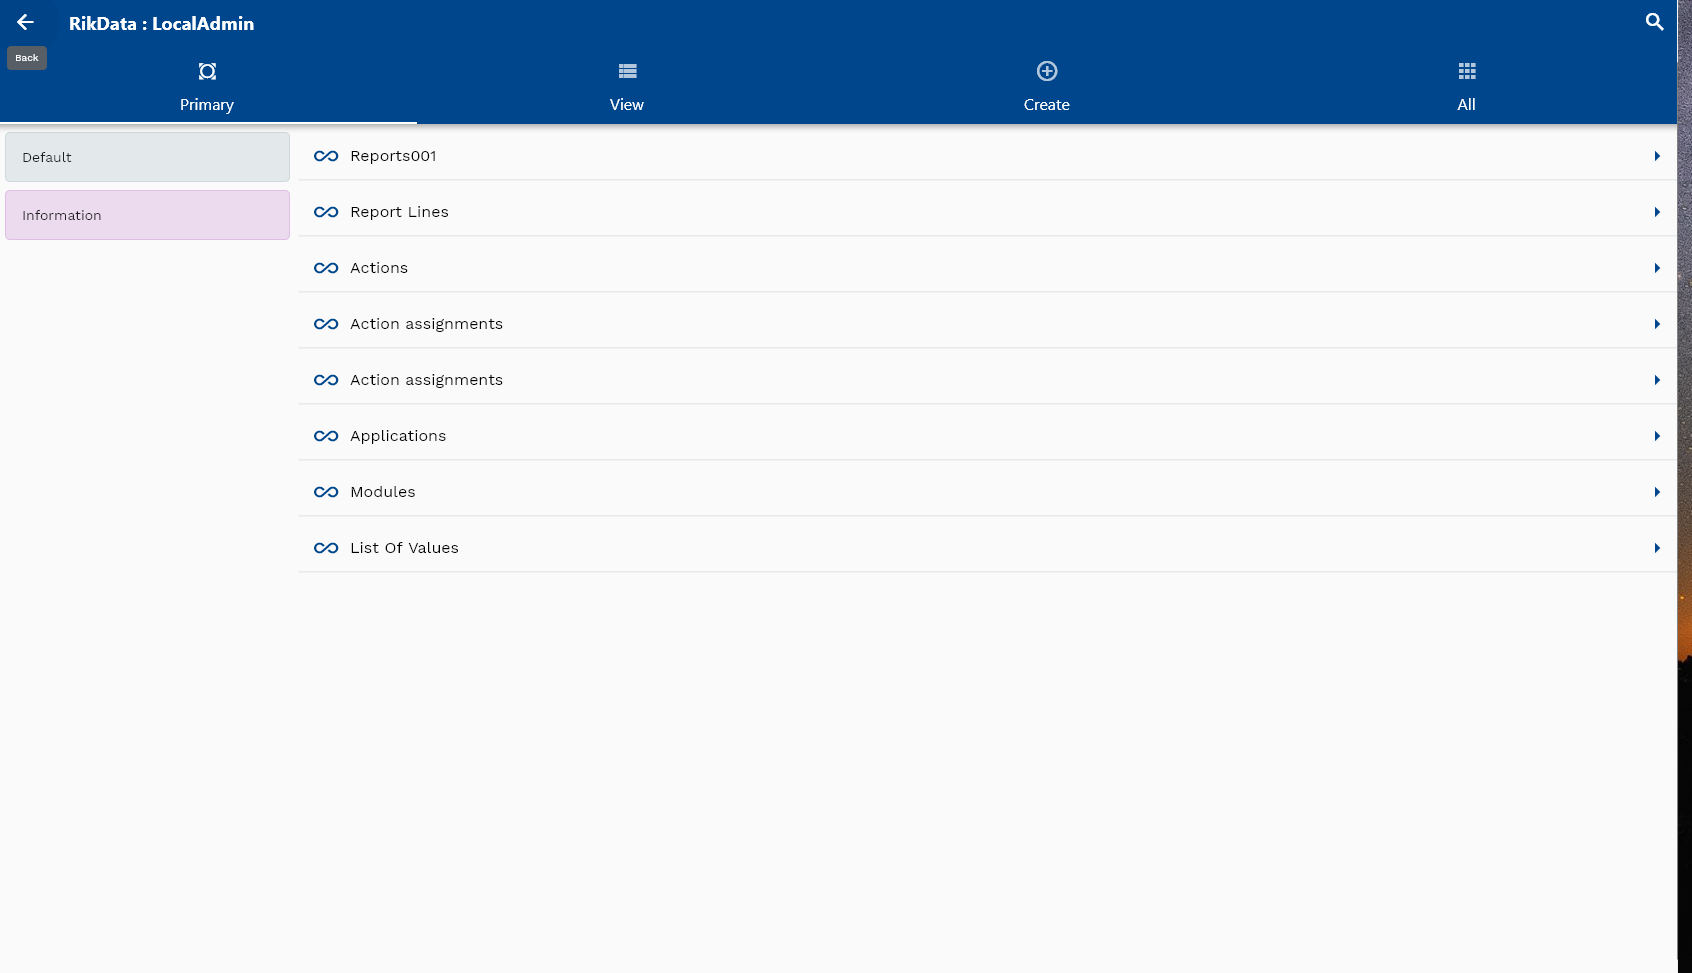 RikData : LocalAdmin
Back
Primary
View
Create
All
Default
Information
Reports001
Report Lines
Actions
Action assignments
Action assignments
Applications
Modules
List Of Values